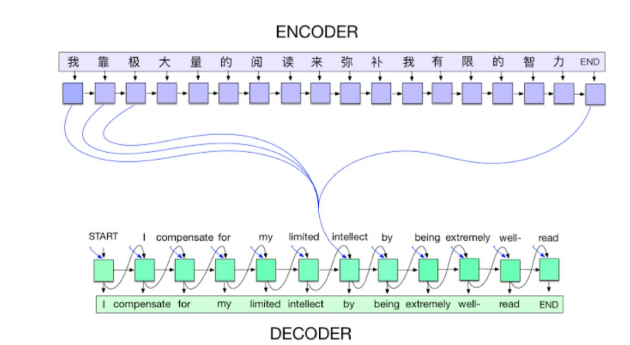 ENCODER
我 靠 极 大 量 的 阅 读 来 弥 补 我 有 限 的 智 力 END
START I compensate for my limited intellect by being extremely well- read
I compensate for my limited intellect by being extremely well- read END
DECODER